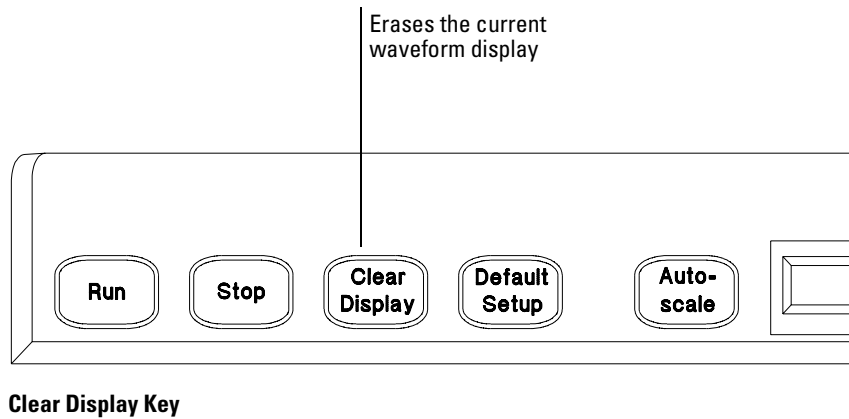 Erases the current
waveform display
Run
Stop
Clear
Display
Default
Setup
Auto-
scale
Clear Display Key